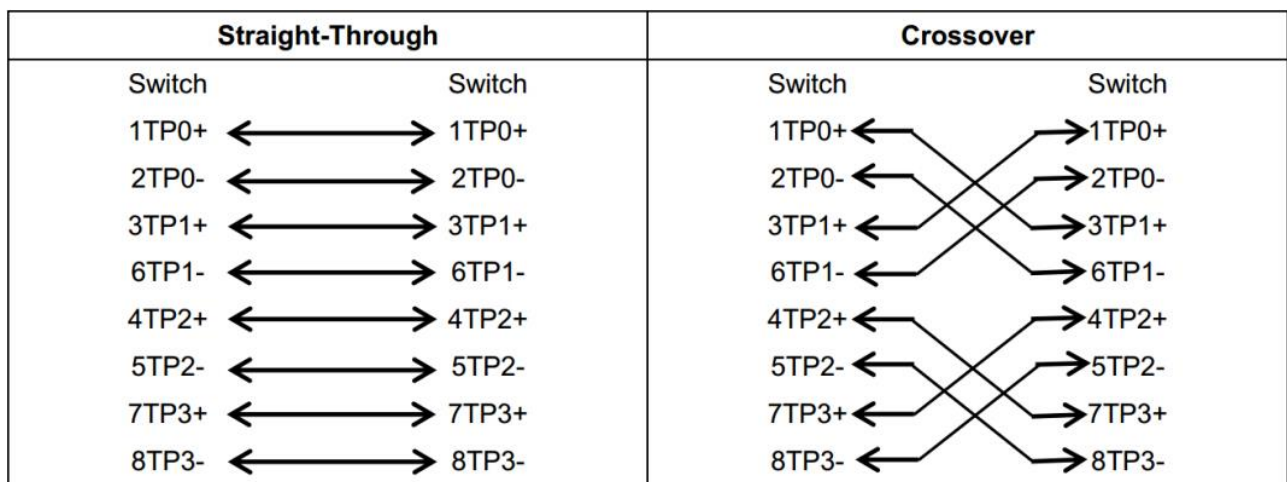 Straight-Through Crossover
Switch Switch Switch Switch
1TP0+ 1TP0+ 1TP0+ 1TP0+
2TP0- 2TP0- 2TP0- 2TP0-
3TP1+ 3TP1+ 3TP1+ 3TP1+
6TP1- 6TP1- 6TP1- 6TP1-
4TP2+ 4TP2+ 4TP2+ 4TP2+
5TP2- 5TP2- 5TP2- 5TP2-
7TP3+ 7TP3+ 7TP3+ 7TP3+
8TP3- 8TP3- 8TP3- 8TP3-